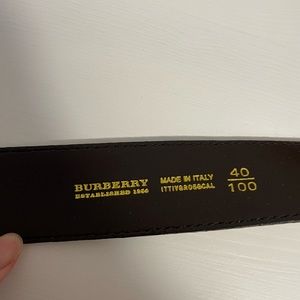 BURBERRY
ESTABLISHED 1856
MADE IN ITALY
40
100